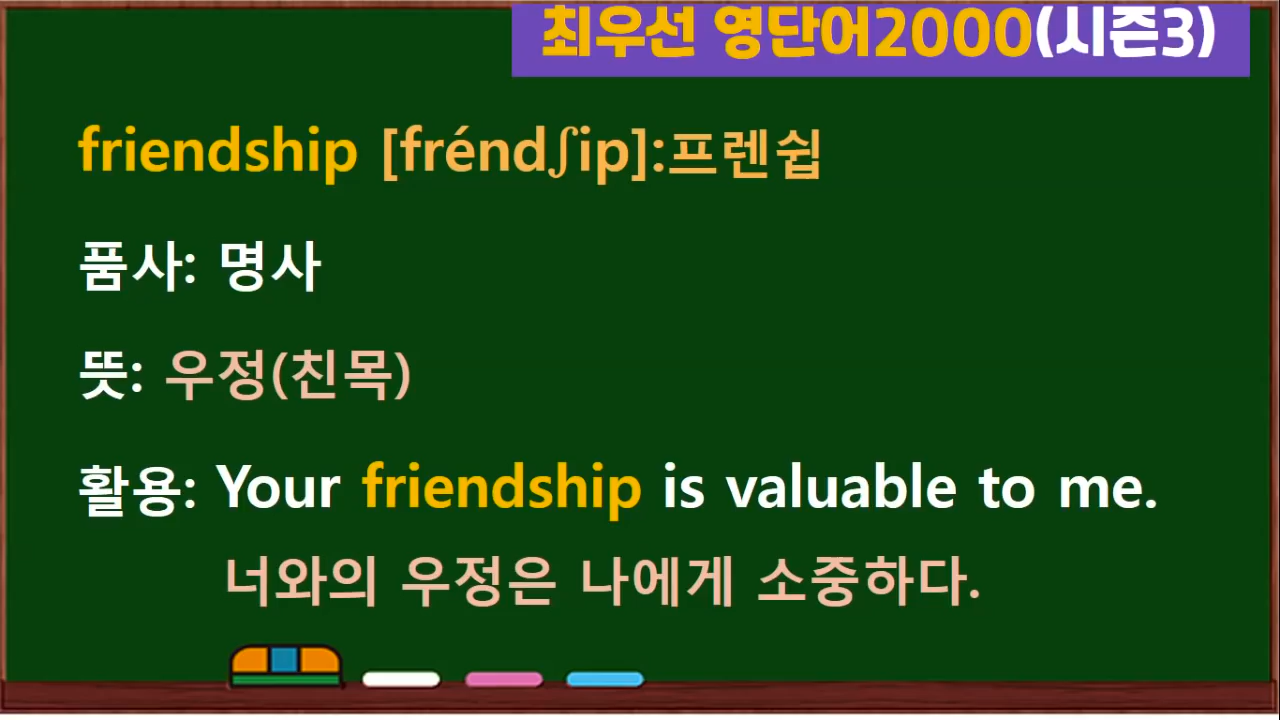 최우선 영단어2000(시즌3)
friendship [fréndʃip]:프렌쉽
품사: 명사
뜻: 우정(친목)
활용: Your friendship is valuable to me.
너와의 우정은 나에게 소중하다.